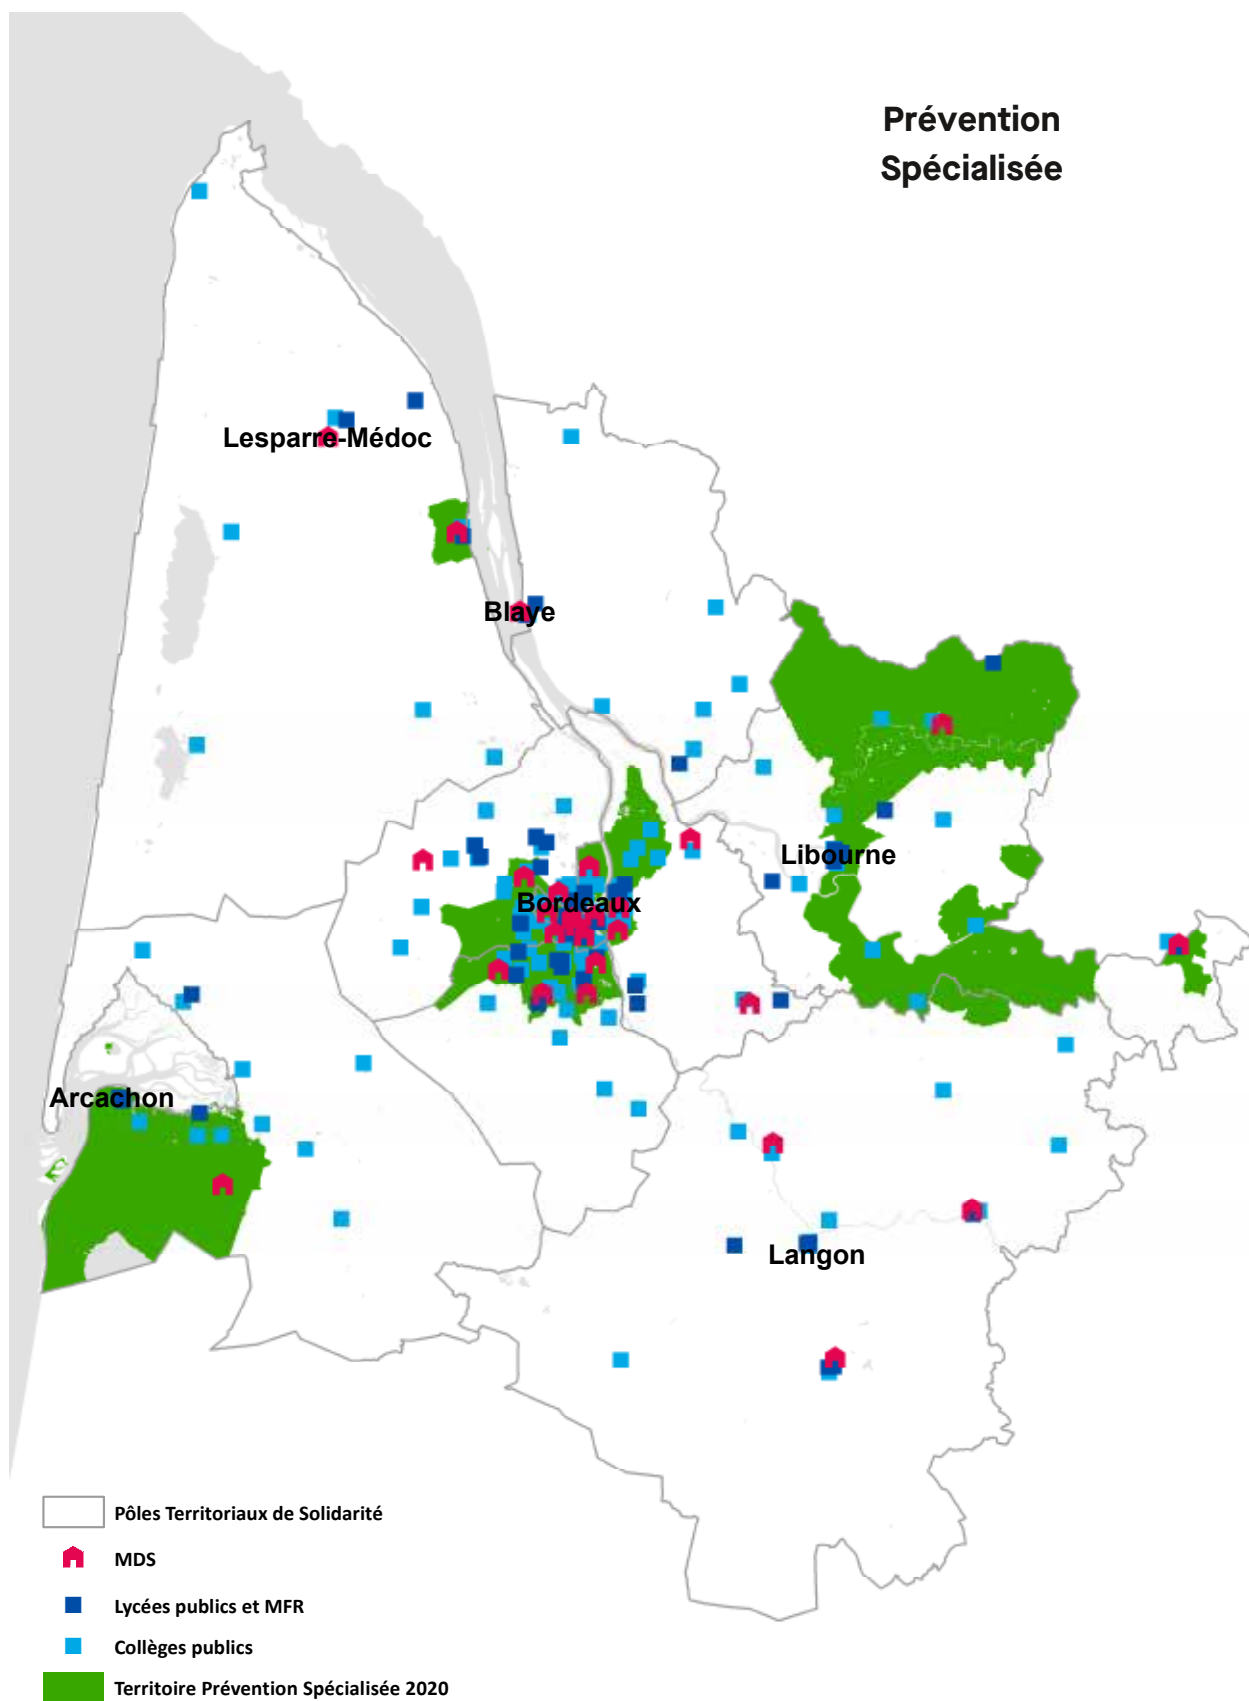 Prévention
Spécialisée
Lesparre-Médoc
Blaye
Libourne
Bordeaux
Arcachon
Langon
Pôles Territoriaux de Solidarité
MDS
Lycées publics et MFR
Collèges publics
Territoire Prévention Spécialisée 2020